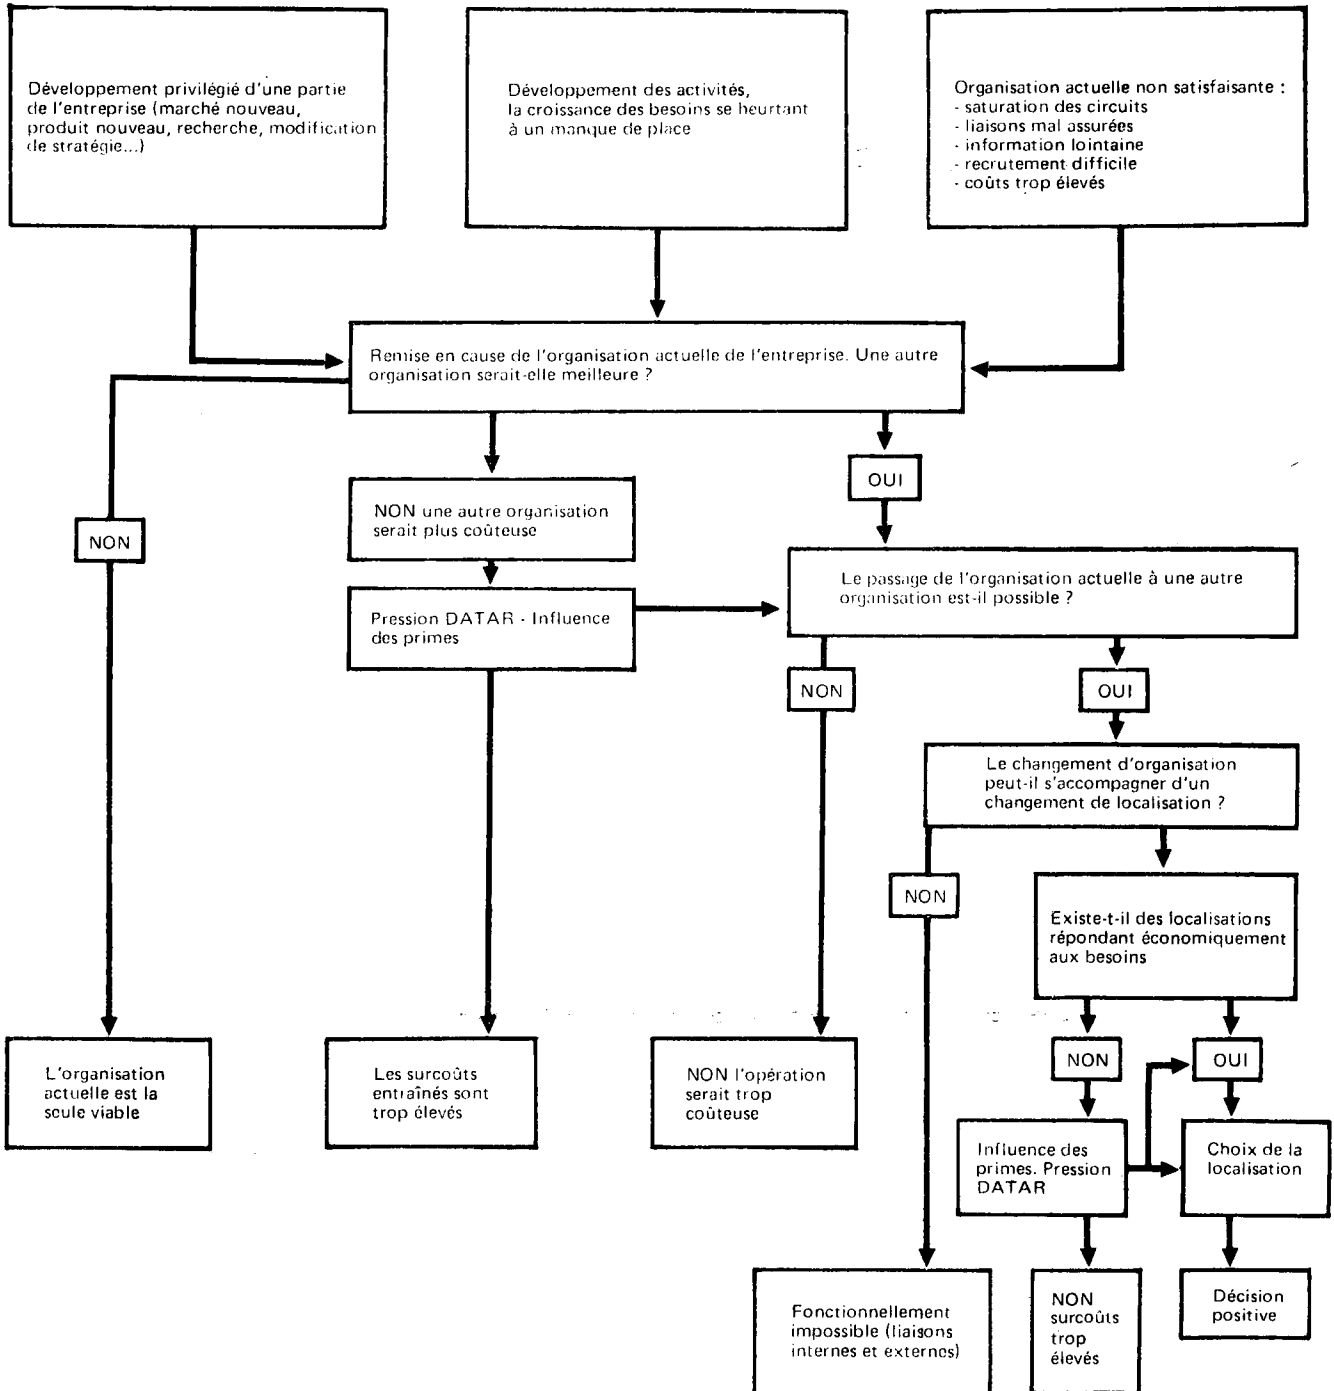 Développement privilégié d'une partie
de l'entreprise (marché nouveau,
produit nouveau, recherche, modification
de stratégie...)
Développement des activités,
la croissance des besoins se heurtant
à un manque de place
Organisation actuelle non satisfaisante :
- saturation des circuits
- liaisons mal assurées
- information lointaine
- recrutement difficile
- coûts trop élevés
Remise en cause de l'organisation actuelle de l'entreprise. Une autre
organisation serait-elle meilleure ?
OUI
NON une autre organisation
serait plus coûteuse
NON
Le passage de l'organisation actuelle à une autre
organisation est-il possible ?
Pression DATAR - Influence
des primes
NON
OUI
Le changement d'organisation
peut-il s'accompagner d'un
changement de localisation ?
NON
Existe-t-il des localisations
répondant économiquement
aux besoins
NON
OUI
L'organisation
actuelle est la
seule viable
Les surcoûts
entraînés sont
trop élevés
NON l'opération
serait trop
coûteuse
Influence des
primes. Pression
DATAR
Choix de la
localisation
Fonctionnellement
impossible (liaisons
internes et externes)
NON
surcoûts
trop
élevés
Décision
positive